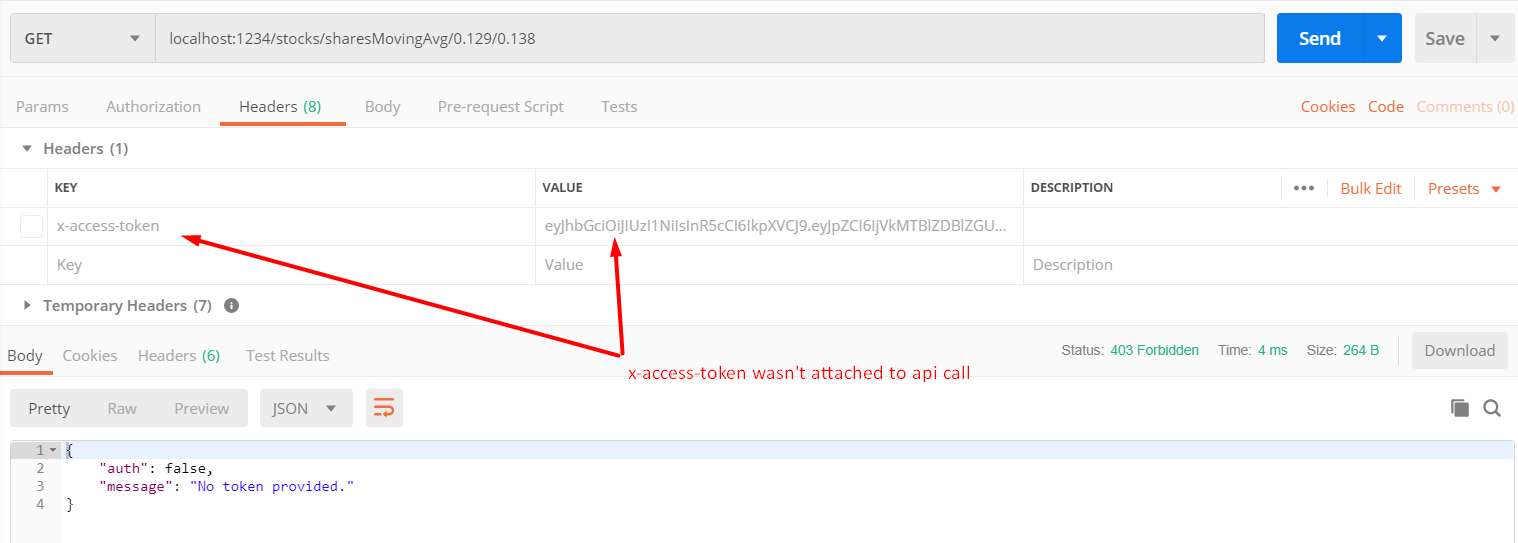 GET localhost:1234/stocks/sharesMovingAvg/0.129/0.138 Send Save
Params Authorization Headers (8) Body Pre-request Script Tests Cookies Code Comments (0)
Headers (1)
KEY VALUE DESCRIPTION ••• Bulk Edit Presets
x-access-token eyJhbGciOiJIUzI1NiIsInR5cCI6IkpXVCJ9.eyJpZCI6IjVkMTBlZDBlZGU...
Key Value Description
Temporary Headers (7) i
Body Cookies Headers (6) Test Results Status: 403 Forbidden Time: 4 ms Size: 264 B Download
x-access-token wasn't attached to api call
Pretty Raw Preview JSON
1 {
2 "auth": false,
3 "message": "No token provided."
4 }